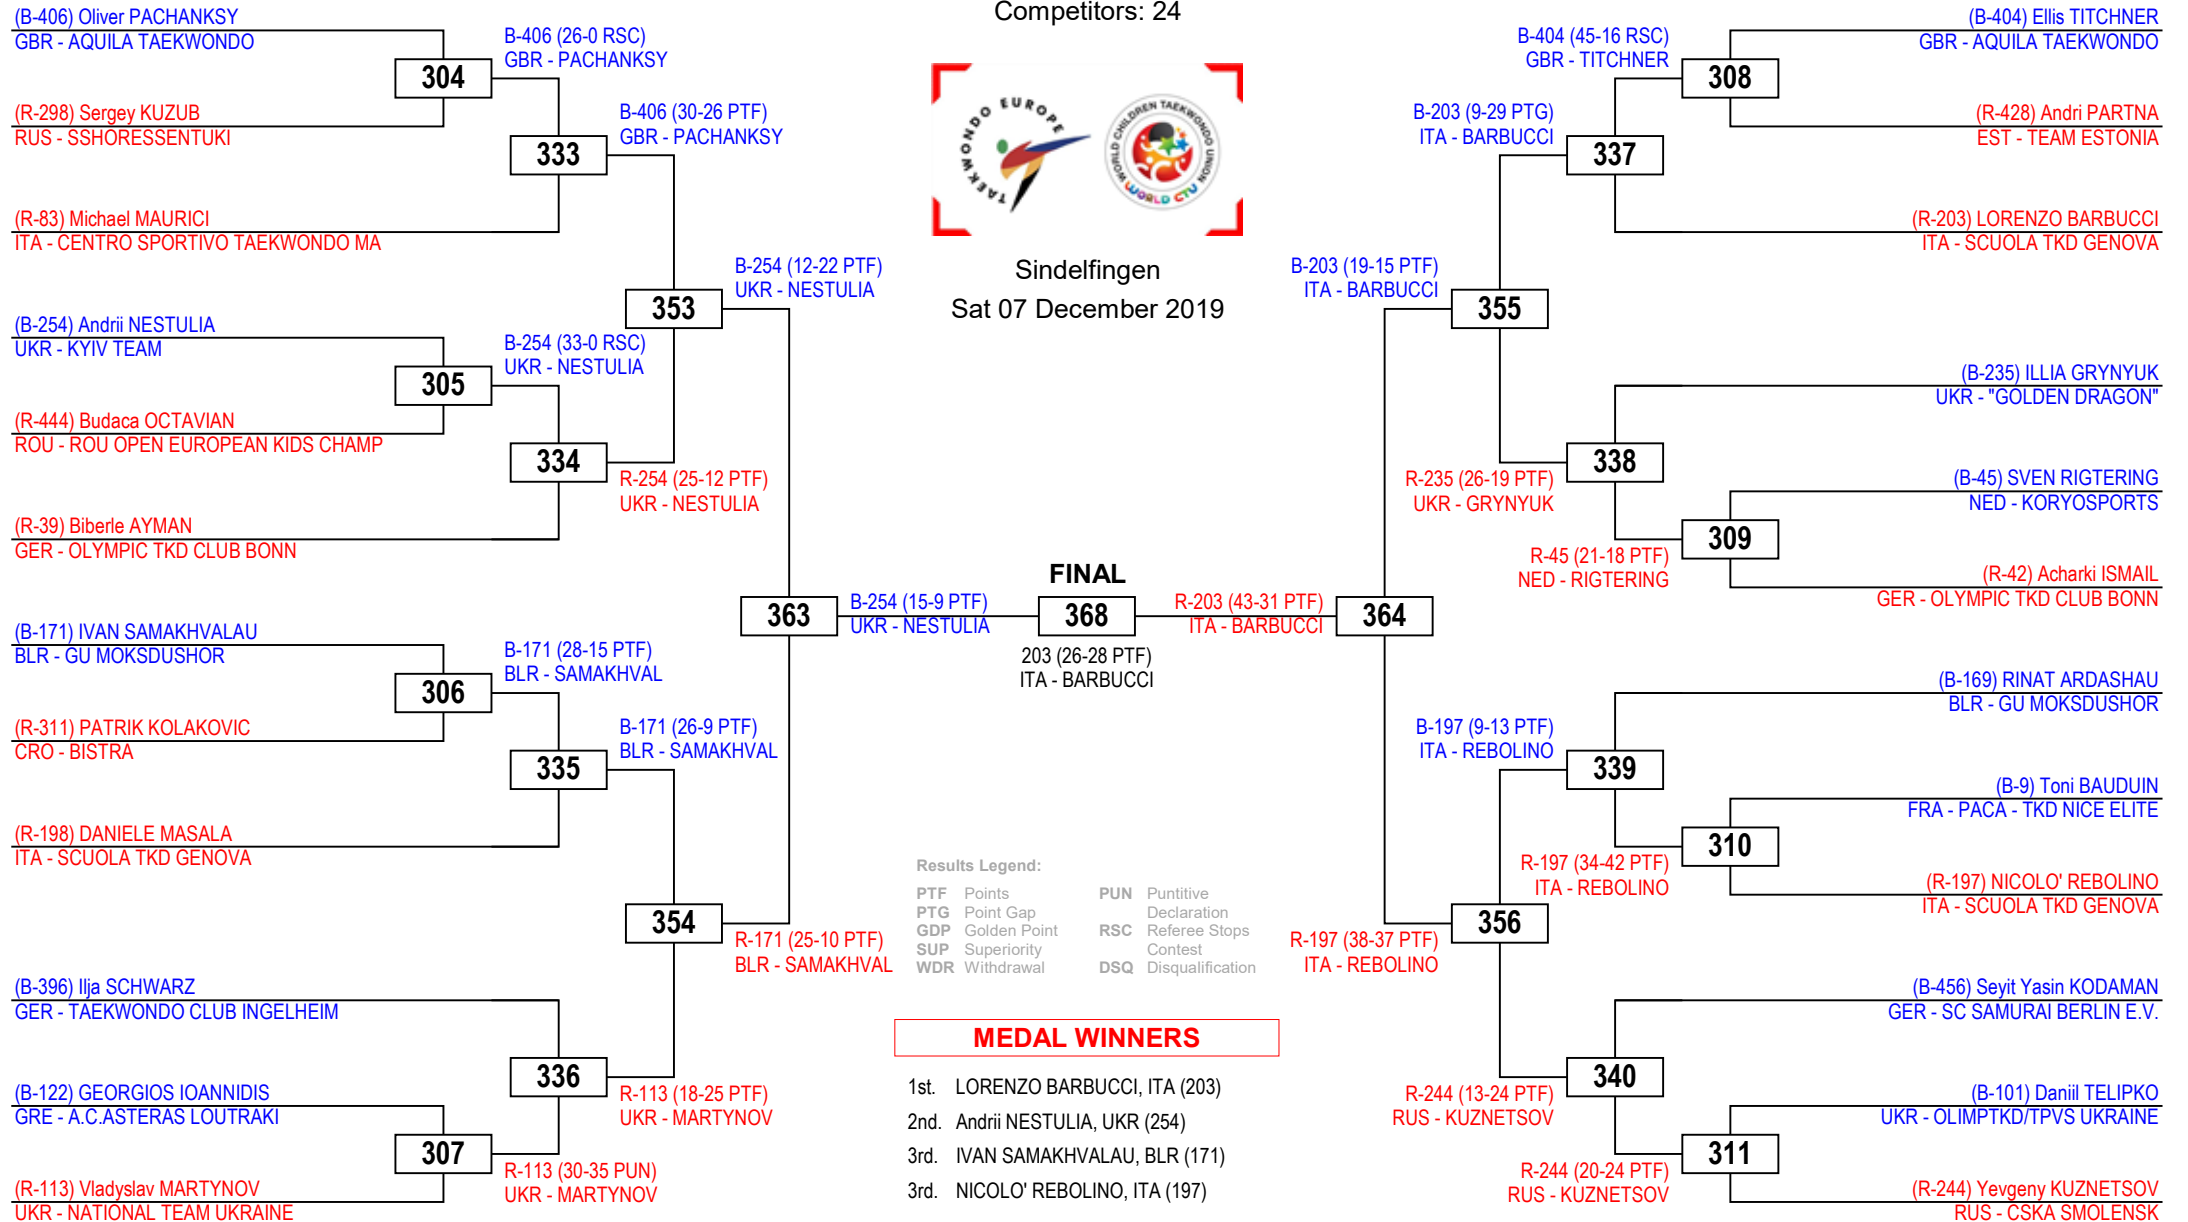 Competitors: 24
TAEKWONDO EUROPE
WORLD CHILDREN TAEKWONDO UNION
WORLD CTU
Sindelfingen
Sat 07 December 2019
(B-406) Oliver PACHANKSY
GBR - AQUILA TAEKWONDO
304
(R-298) Sergey KUZUB
RUS - SSHORESSENTUKI
B-406 (26-0 RSC)
GBR - PACHANKSY
333
(R-83) Michael MAURICI
ITA - CENTRO SPORTIVO TAEKWONDO MA
B-406 (30-26 PTF)
GBR - PACHANKSY
353
B-254 (12-22 PTF)
UKR - NESTULIA
(B-254) Andrii NESTULIA
UKR - KYIV TEAM
305
(R-444) Budaca OCTAVIAN
ROU - ROU OPEN EUROPEAN KIDS CHAMP
B-254 (33-0 RSC)
UKR - NESTULIA
334
(R-39) Biberle AYMAN
GER - OLYMPIC TKD CLUB BONN
R-254 (25-12 PTF)
UKR - NESTULIA
363
B-254 (15-9 PTF)
UKR - NESTULIA
(B-171) IVAN SAMAKHVALAU
BLR - GU MOKSDUSHOR
306
(R-311) PATRIK KOLAKOVIC
CRO - BISTRA
B-171 (28-15 PTF)
BLR - SAMAKHVAL
335
(R-198) DANIELE MASALA
ITA - SCUOLA TKD GENOVA
B-171 (26-9 PTF)
BLR - SAMAKHVAL
354
R-171 (25-10 PTF)
BLR - SAMAKHVAL
(B-396) Ilja SCHWARZ
GER - TAEKWONDO CLUB INGELHEIM
336
R-113 (18-25 PTF)
UKR - MARTYNOV
(B-122) GEORGIOS IOANNIDIS
GRE - A.C.ASTERAS LOUTRAKI
307
(R-113) Vladyslav MARTYNOV
UKR - NATIONAL TEAM UKRAINE
R-113 (30-35 PUN)
UKR - MARTYNOV
FINAL
368
203 (26-28 PTF)
ITA - BARBUCCI
(B-404) Ellis TITCHNER
GBR - AQUILA TAEKWONDO
308
(R-428) Andri PARTNA
EST - TEAM ESTONIA
B-404 (45-16 RSC)
GBR - TITCHNER
337
(R-203) LORENZO BARBUCCI
ITA - SCUOLA TKD GENOVA
B-203 (9-29 PTG)
ITA - BARBUCCI
355
B-203 (19-15 PTF)
ITA - BARBUCCI
(B-235) ILLIA GRYNYUK
UKR - "GOLDEN DRAGON"
338
R-235 (26-19 PTF)
UKR - GRYNYUK
(B-45) SVEN RIGTERING
NED - KORYOSPORTS
309
(R-42) Acharki ISMAIL
GER - OLYMPIC TKD CLUB BONN
R-45 (21-18 PTF)
NED - RIGTERING
364
R-203 (43-31 PTF)
ITA - BARBUCCI
(B-169) RINAT ARDASHAU
BLR - GU MOKSDUSHOR
339
B-197 (9-13 PTF)
ITA - REBOLINO
(B-9) Toni BAUDUIN
FRA - PACA - TKD NICE ELITE
310
(R-197) NICOLO' REBOLINO
ITA - SCUOLA TKD GENOVA
R-197 (34-42 PTF)
ITA - REBOLINO
356
R-197 (38-37 PTF)
ITA - REBOLINO
(B-456) Seyit Yasin KODAMAN
GER - SC SAMURAI BERLIN E.V.
340
R-244 (13-24 PTF)
RUS - KUZNETSOV
(B-101) Daniil TELIPKO
UKR - OLIMPTKD/TPVS UKRAINE
311
(R-244) Yevgeny KUZNETSOV
RUS - CSKA SMOLENSK
R-244 (20-24 PTF)
RUS - KUZNETSOV
Results Legend:
PTF Points
PTG Point Gap
GDP Golden Point
SUP Superiority
WDR Withdrawal
PUN Puntitive
Declaration
RSC Referee Stops
Contest
DSQ Disqualification
MEDAL WINNERS
1st. LORENZO BARBUCCI, ITA (203)
2nd. Andrii NESTULIA, UKR (254)
3rd. IVAN SAMAKHVALAU, BLR (171)
3rd. NICOLO' REBOLINO, ITA (197)